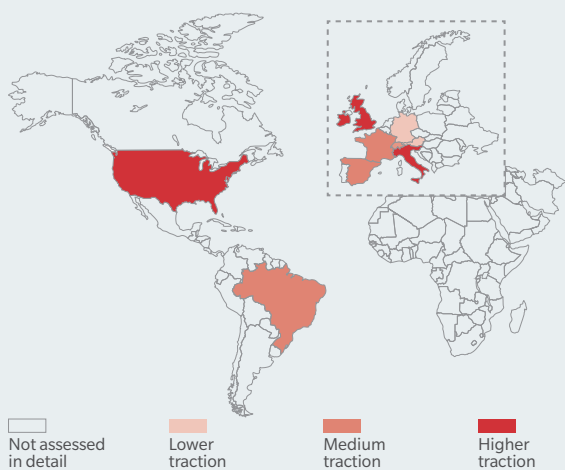 Not assessed
in detail
Lower
traction
Medium
traction
Higher
traction